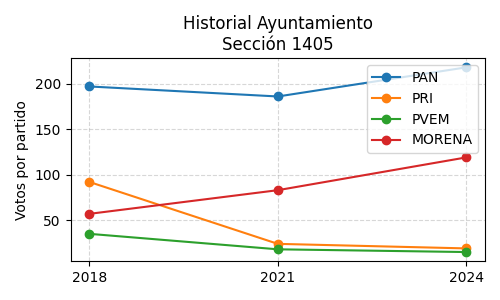 Historial Ayuntamiento
Sección 1405
Votos por partido
200
150
100
50
PAN
PRI
PVEM
MORENA
2018
2021
2024